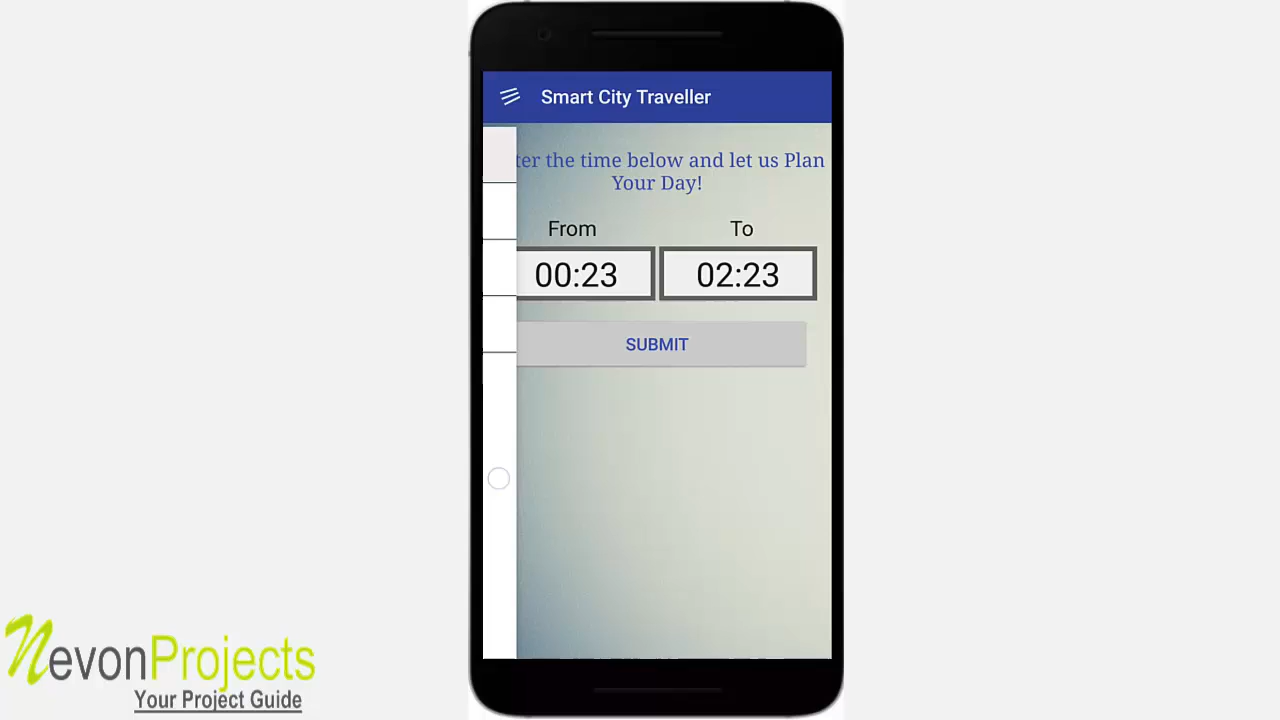 Smart City Traveller
ter the time below and let us Plan
Your Day!
From To
00:23 02:23
SUBMIT
NevonProjects
Your Project Guide